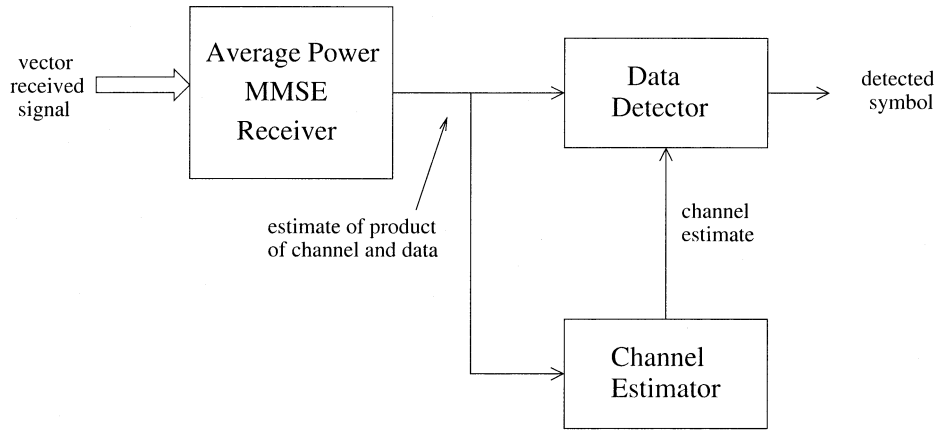 vector
received
signal
Average Power
MMSE
Receiver
Data
Detector
detected
symbol
estimate of product
of channel and data
channel
estimate
Channel
Estimator